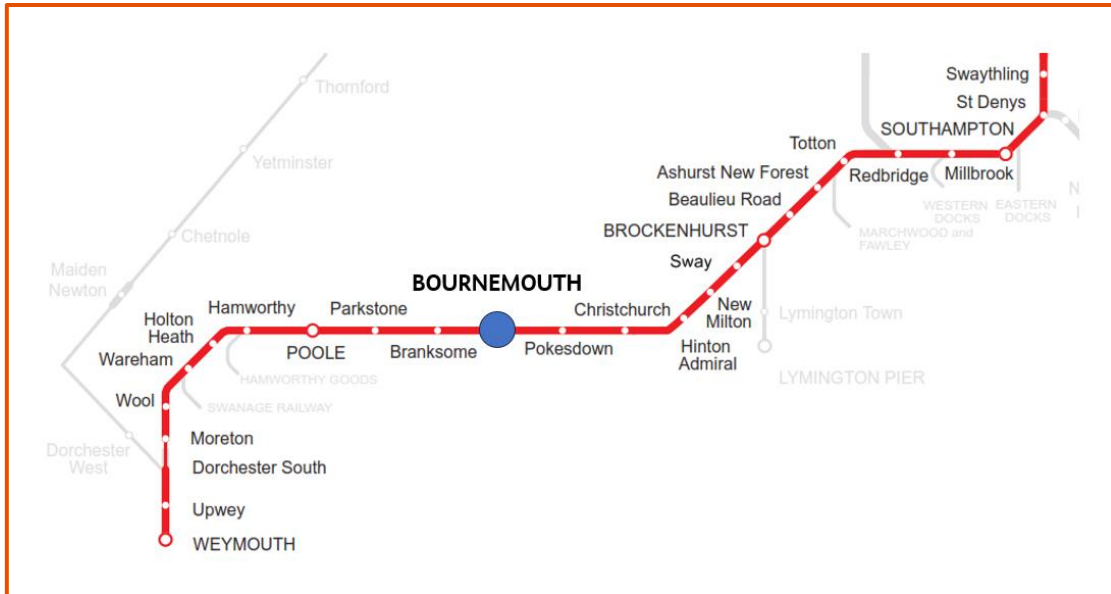 Thornford
Yetminster
Chetnole
Maiden
Newton
Dorchester
West
Swaythling
St Denys
SOUTHAMPTON
Totton
Millbrook
Redbridge
Ashurst New Forest
Beaulieu Road
WESTERN
DOCKS
EASTERN
DOCKS
MARCHWOOD and
FAWLEY
BROCKENHURST
Sway
New
Milton
Lymington Town
LYMINGTON PIER
Hinton
Admiral
Christchurch
Pokesdown
BOURNEMOUTH
Branksome
Parkstone
POOLE
Hamworthy
HAMWORTHY GOODS
Holton
Heath
Wareham
SWANAGE RAILWAY
Wool
Moreton
Dorchester South
Upwey
WEYMOUTH